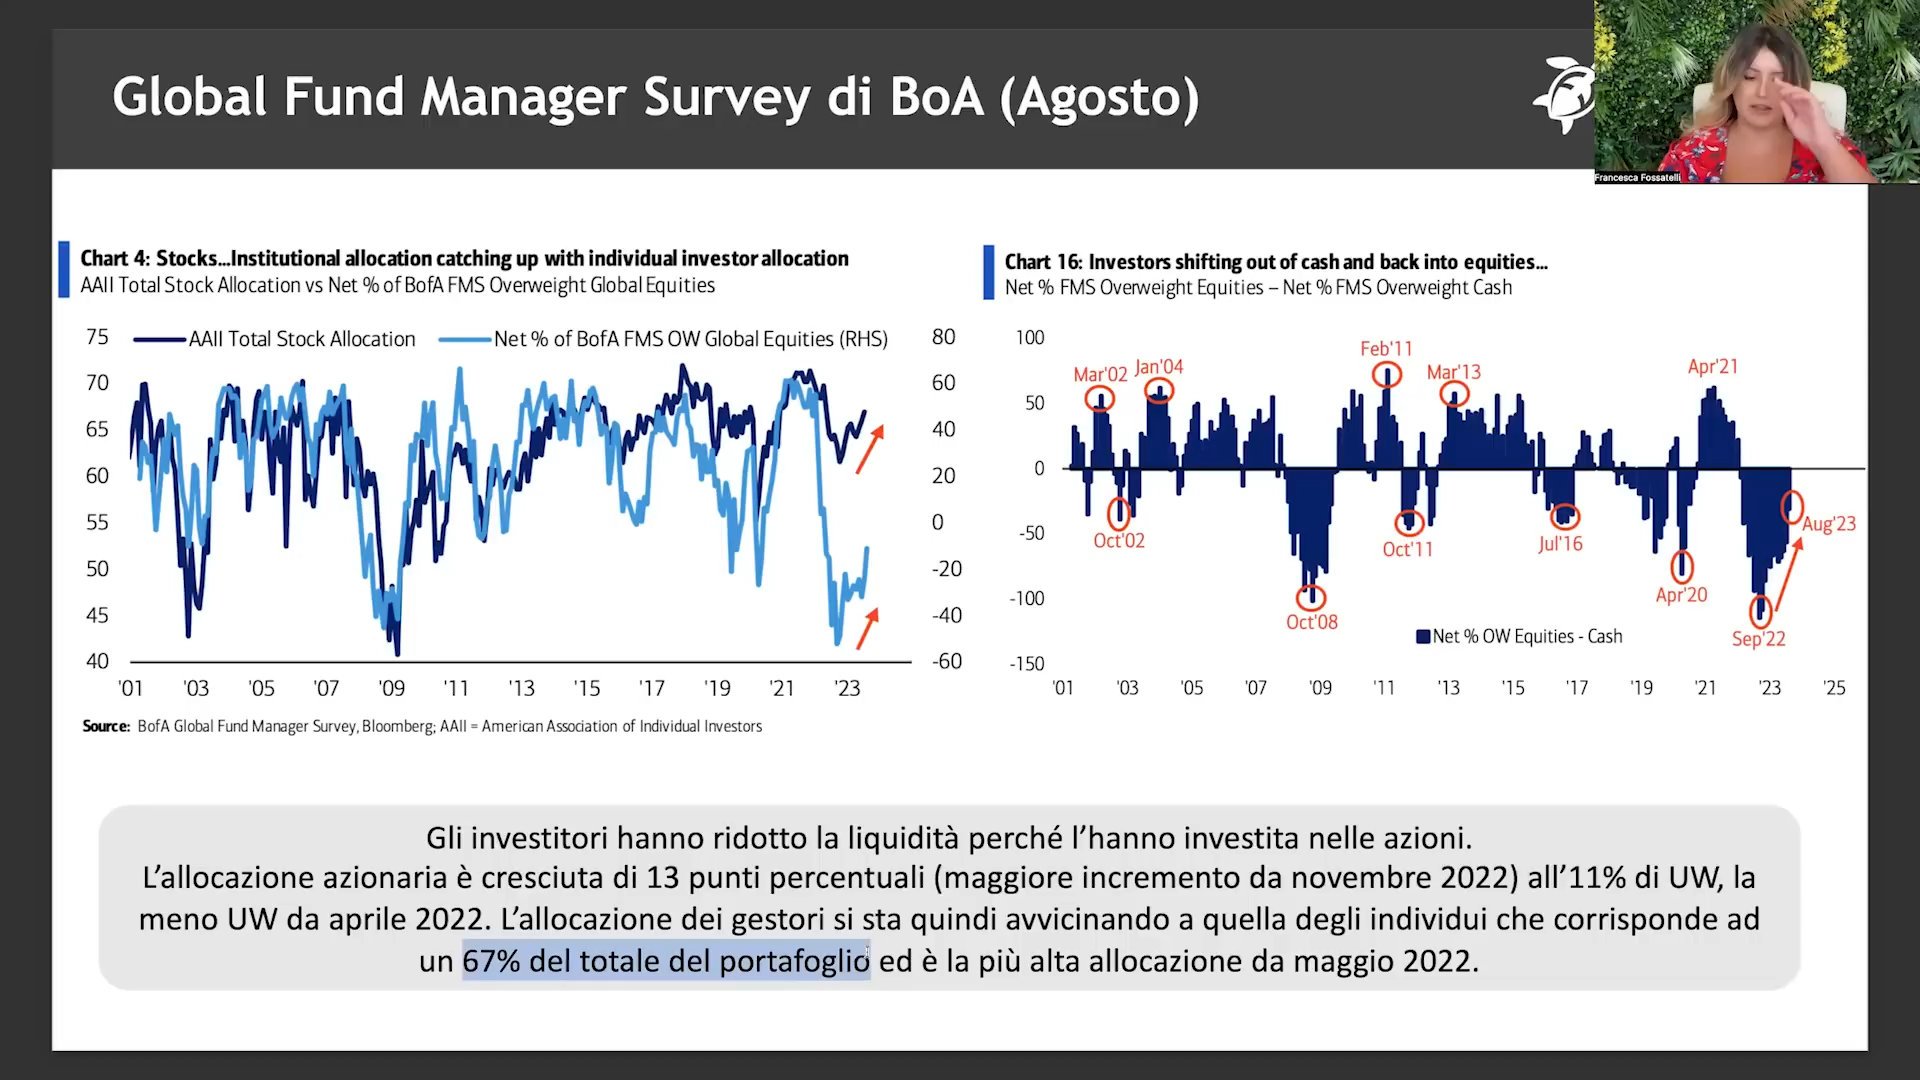 Global Fund Manager Survey di BoA (Agosto)
Francesca Fossatelli
Chart 4: Stocks...Institutional allocation catching up with individual investor allocation
AAII Total Stock Allocation vs Net % of BofA FMS Overweight Global Equities
AAII Total Stock Allocation
Net % of BofA FMS OW Global Equities (RHS)
75
70
65
60
55
50
45
40
80
60
40
20
0
-20
-40
-60
'01 '03 '05 '07 '09 '11 '13 '15 '17 '19 '21 '23
Source: BofA Global Fund Manager Survey, Bloomberg; AAII = American Association of Individual Investors
Chart 16: Investors shifting out of cash and back into equities...
Net % FMS Overweight Equities – Net % FMS Overweight Cash
100
50
0
-50
-100
-150
Mar'02
Jan'04
Feb'11
Mar'13
Apr'21
Oct'02
Oct'08
Oct'11
Jul'16
Apr'20
Sep'22
Aug'23
Net % OW Equities - Cash
'01 '03 '05 '07 '09 '11 '13 '15 '17 '19 '21 '23 '25
Gli investitori hanno ridotto la liquidità perché l’hanno investita nelle azioni.
L’allocazione azionaria è cresciuta di 13 punti percentuali (maggiore incremento da novembre 2022) all’11% di UW, la
meno UW da aprile 2022. L’allocazione dei gestori si sta quindi avvicinando a quella degli individui che corrisponde ad
un 67% del totale del portafoglio ed è la più alta allocazione da maggio 2022.